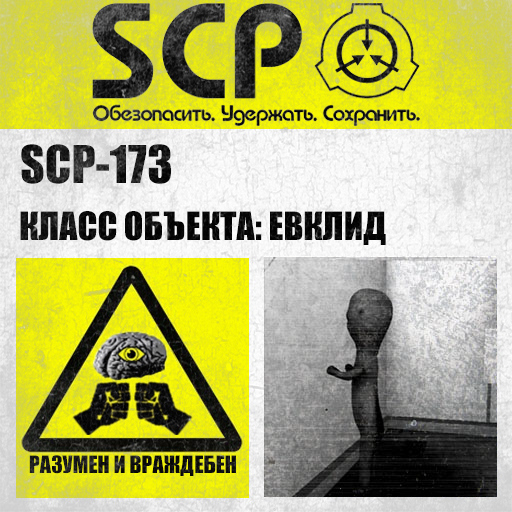 SCP
Обезопасить. Удержать. Сохранить.
SCP-173
КЛАСС ОБЪЕКТА: ЕВКЛИД
РАЗУМЕН И ВРАЖДЕБЕН